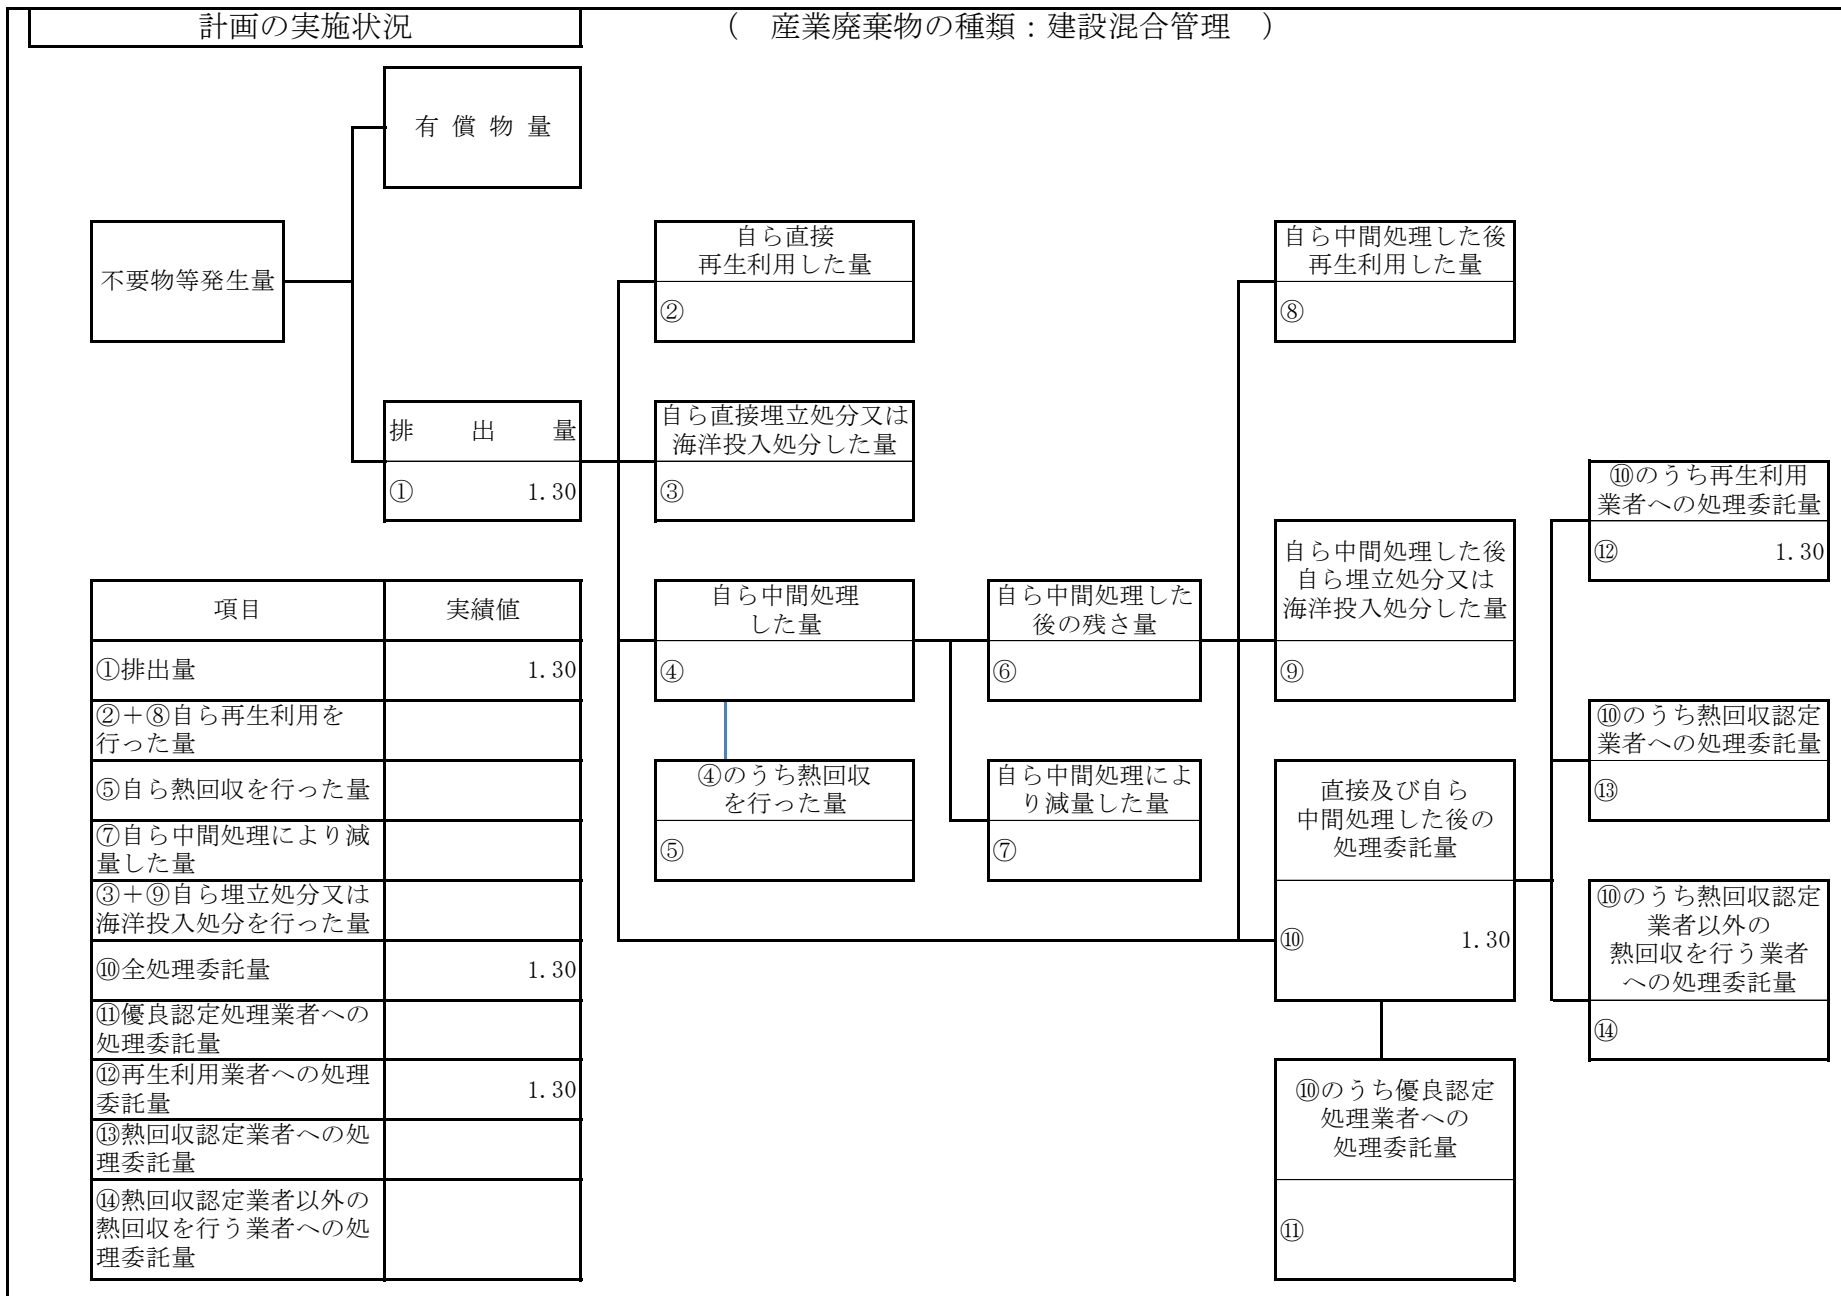 計画の実施状況
（　産業廃棄物の種類：建設混合管理　）
有 償 物 量
不要物等発生量
自ら直接
再生利用した量
②
自ら中間処理した後
再生利用した量
⑧
排　出　量
① 1.30
自ら直接埋立処分又は
海洋投入処分した量
③
⑩のうち再生利用
業者への処理委託量
⑫ 1.30
自ら中間処理した後
自ら埋立処分又は
海洋投入処分した量
⑨
自ら中間処理
した量
④
自ら中間処理した
後の残さ量
⑥
④のうち熱回収
を行った量
⑤
自ら中間処理によ
り減量した量
⑦
直接及び自ら
中間処理した後の
処理委託量
⑩ 1.30
⑩のうち熱回収認定
業者への処理委託量
⑬
⑩のうち熱回収認定
業者以外の
熱回収を行う業者
への処理委託量
⑭
⑩のうち優良認定
処理業者への
処理委託量
⑪
項目 実績値
①排出量 1.30
②＋⑧自ら再生利用を
行った量
⑤自ら熱回収を行った量
⑦自ら中間処理により減
量した量
③＋⑨自ら埋立処分又は
海洋投入処分を行った量
⑩全処理委託量 1.30
⑪優良認定処理業者への
処理委託量
⑫再生利用業者への処理
委託量 1.30
⑬熱回収認定業者への処
理委託量
⑭熱回収認定業者以外の
熱回収を行う業者への処
理委託量